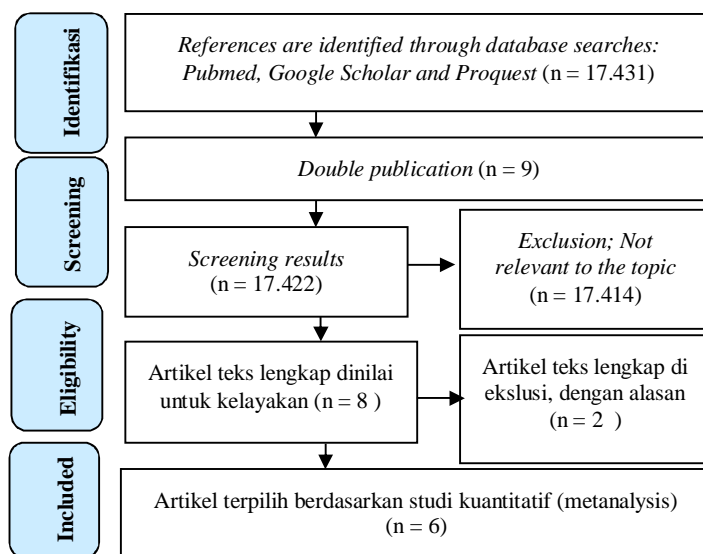 Identifikasi
References are identified through database searches:
Pubmed, Google Scholar and Proquest (n = 17.431)
Double publication (n = 9)
Screening
Screening results
(n = 17.422)
Exclusion; Not
relevant to the topic
(n = 17.414)
Eligibility
Artikel teks lengkap dinilai
untuk kelayakan (n = 8 )
Artikel teks lengkap di
ekslusi, dengan alasan
(n = 2 )
Included
Artikel terpilih berdasarkan studi kuantitatif (metanalysis)
(n = 6)